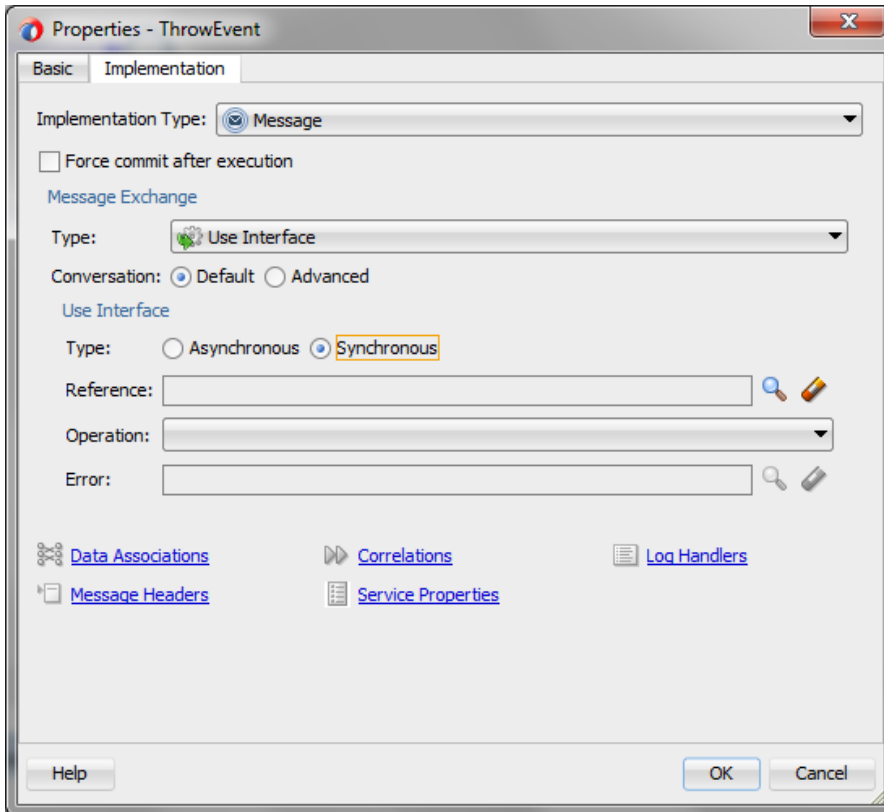 Properties - ThrowEvent
Basic Implementation
Implementation Type: Message
Force commit after execution
Message Exchange
Type: Use Interface
Conversation: Default Advanced
Use Interface
Type: Asynchronous Synchronous
Reference:
Operation:
Error:
Data Associations Correlations Log Handlers
Message Headers Service Properties
Help OK Cancel